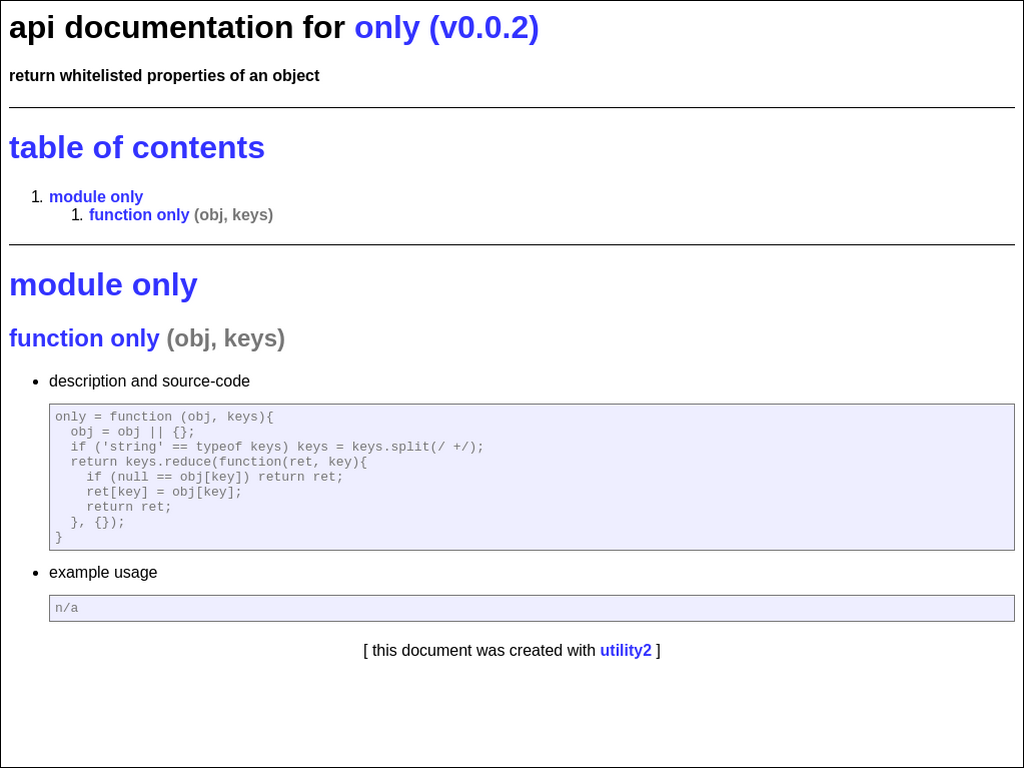 api documentation for only (v0.0.2)
return whitelisted properties of an object
table of contents
1. module only
1. function only (obj, keys)
module only
function only (obj, keys)
• description and source-code
only = function (obj, keys){
  obj = obj || {};
  if ('string' == typeof keys) keys = keys.split(/ +/);
  return keys.reduce(function(ret, key){
    if (null == obj[key]) return ret;
    ret[key] = obj[key];
    return ret;
  }, {});
}
• example usage
n/a
[ this document was created with utility2 ]